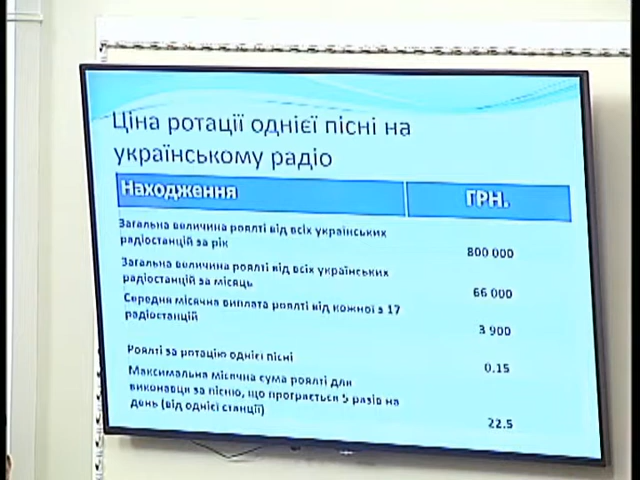 Ціна ротації однієї пісні на
українському радіо
Находження ГРН.
Загальна величина роялті від всіх українських
радіостанцій за рік 800 000
Загальна величина роялті від всіх українських
радіостанцій за місяць 66 000
Середня місячна виплата роялті від кожної з 17
радіостанцій 3 900
Роялті за ротацію однієї пісні 0.15
Максимальна місячна сума роялті для
виконавця за пісню, що програється 5 разів на
день (від однієї станції) 22.5